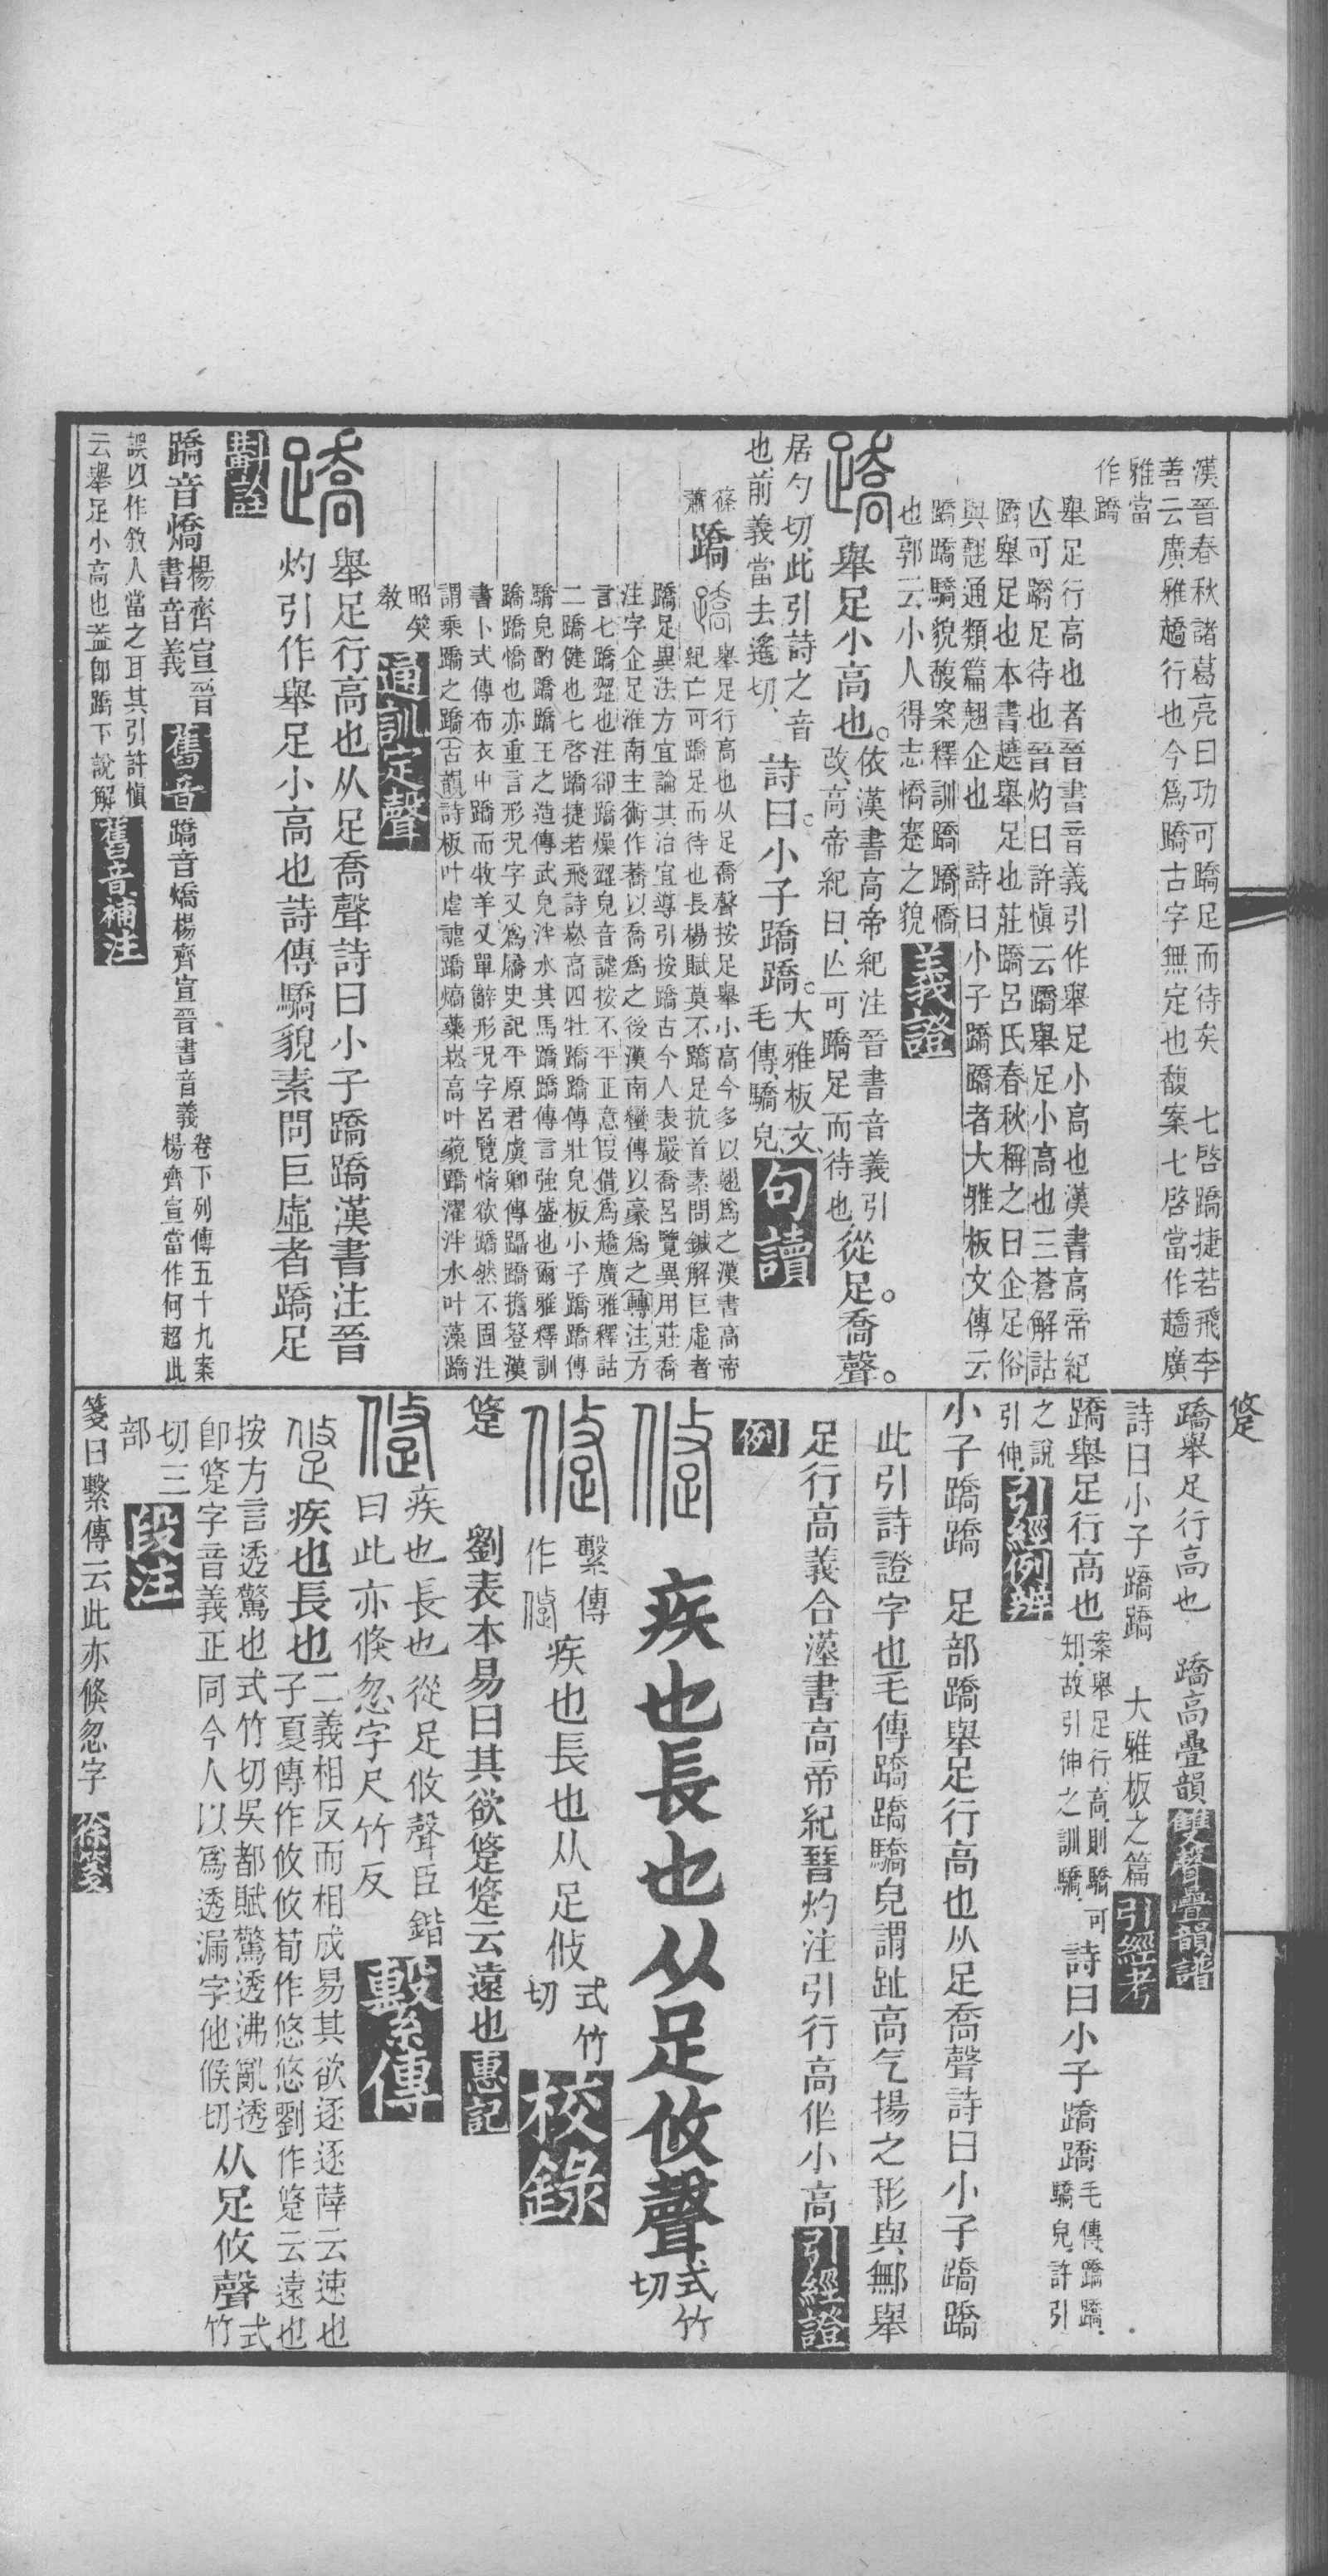 漢晉春秋諸葛亮曰功可蹻足而待矣　七啓蹻捷若飛李
善云廣雅趫行也今爲蹻古字無定也馥案七啓當作趫廣
雅當
作蹻
舉足行高也者晉書音義引作舉足小高也漢書高帝紀
亾可蹻足待也晉灼曰許慎云蹻舉足小高也三蒼解詁
蹻舉足也本書趬舉足也莊蹻呂氏春秋稱之曰企足俗
與翹通類篇翹企也　詩曰小子蹻蹻者大雅板文傳云
蹻蹻驕貌馥案釋訓蹻蹻憍
也郭云小人得志憍蹇之貌
義證
蹻
舉足小高也。
依漢書高帝紀注晉書音義引
改高帝紀曰亾可蹻足而待也
從足。喬聲。
居勺切此引詩之音
也前義當去遙切
詩曰。小子蹻蹻。
大雅板文
毛傳驕皃
句讀
篠
蕭
蹻
舉足行高也从足喬聲按足舉小高今多以翹爲之漢書高帝
紀亡可蹻足而待也長楊賦莫不蹻足抗首素問鍼解巨虛者
蹻足異法方宜論其治宜導引按蹻古今人表嚴喬呂覽異用莊喬
注字企足淮南主術作蕎以喬爲之後漢南蠻傳以豪爲之轉注方
言七蹻歰也注卻蹻燥歰皃音謔按不平正意叚借爲趫廣雅釋詁
二蹻健也七啓蹻捷若飛詩崧高四牡蹻蹻傳壯皃板小子蹻蹻傳
驕皃酌蹻蹻王之造傳武皃泮水其馬蹻蹻傳言強盛也爾雅釋訓
蹻蹻憍也亦重言形況字又爲屩史記平原君虞卿傳躡蹻擔簦漢
書卜式傳布衣屮蹻而牧羊又單辭形況字呂覽情欲蹻然不固注
謂乘蹻之蹻古韻詩板叶虐謔蹻熇藥崧高叶藐蹻濯泮水叶藻蹻
昭笑
敎
通訓定聲
蹻
舉足行高也从足喬聲詩曰小子蹻蹻漢書注晉
灼引作舉足小高也詩傳驕貌素問巨虛者蹻足
斠詮
蹻音憍
楊齊宣晉
書音義
舊音
蹻音憍楊齊宣晉書音義
卷下列傳五十九案
楊齊宣當作何超此
誤以作敘人當之耳其引許愼
云舉足小高也葢卽蹻下說解
舊音補注
跾
蹻舉足行高也　蹻高疊韻
雙聲疊韻譜
詩曰小子蹻蹻　大雅板之篇
引經考
蹻舉足行高也
案舉足行高則驕可
知故引伸之訓驕
詩曰小子蹻蹻
毛傳蹻蹻
驕皃許引
之說
引伸
引經例辨
小子蹻蹻　足部蹻舉足行高也从足喬聲詩曰小子蹻蹻
此引詩證字也毛傳蹻蹻驕皃謂趾高气揚之形與鄦舉
足行高義合漢書高帝紀晉灼注引行高作小高
引經證
例
疾也長也从足攸聲
式竹
切
繫傳
作
疾也長也从足攸
式竹
切
校錄
跾　劉表本易曰其欲跾跾云遠也
惠記
疾也長也從足攸聲臣鍇
曰此亦倏忽字尺竹反
繫傳
疾也長也
二義相反而相成易其欲逐逐薛云速也
子夏傳作攸攸荀作悠悠劉作跾云遠也
按方言透驚也式竹切吳都賦驚透沸亂透
卽跾字音義正同今人以爲透漏字他候切
从足攸聲
式
竹
切三
部
段注
箋曰繫傳云此亦倏忽字
徐箋